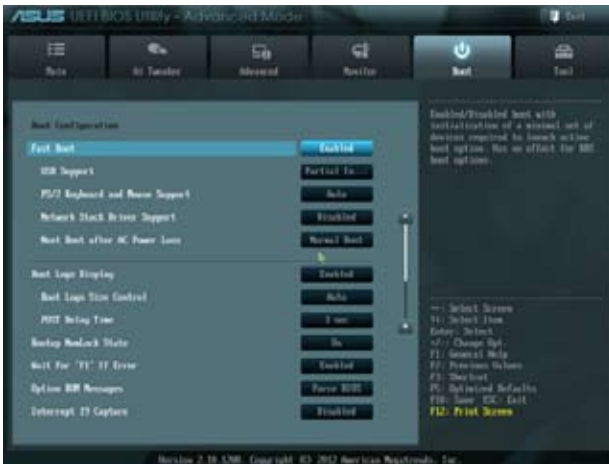 ASUS UEFI BIOS Utility - Advanced Mode
Exit
Main
Ai Tweaker
Advanced
Monitor
Boot
Tool
Boot Configuration
Fast Boot Enabled
USB Support Partial In...
PS/2 Keyboard and Mouse Support Auto
Network Stack Driver Support Disabled
Next Boot after AC Power Loss Normal Boot
Boot Logo Display Enabled
Boot Logo Size Control Auto
POST Delay Time 3 sec
Bootup NumLock State On
Wait For 'F1' If Error Enabled
Option ROM Messages Force BIOS
Interrupt 19 Capture Disabled
Enabled/Disabled boot with
initialization of a minimal set of
devices required to launch active
boot option. Has no effect for BBS
boot options.
Select Screen
Select Item
Enter: Select
+/-: Change Opt.
F1: General Help
F2: Previous Values
F3: Shortcut
F5: Optimized Defaults
F10: Save ESC: Exit
F12: Print Screen
Version 2.10.1208. Copyright (C) 2012 American Megatrends, Inc.